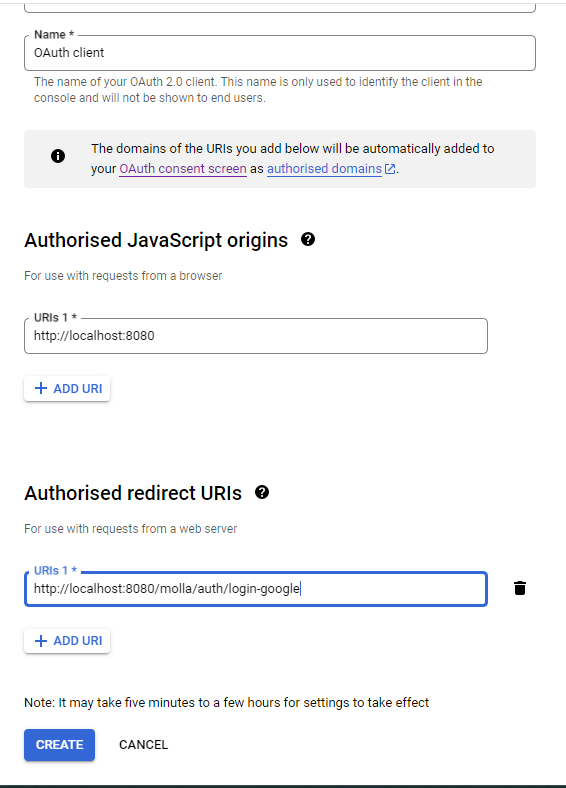 Name *
OAuth client
The name of your OAuth 2.0 client. This name is only used to identify the client in the
console and will not be shown to end users.
The domains of the URIs you add below will be automatically added to
your OAuth consent screen as authorised domains.
Authorised JavaScript origins
For use with requests from a browser
URIs 1 *
http://localhost:8080
+ ADD URI
Authorised redirect URIs
For use with requests from a web server
URIs 1 *
http://localhost:8080/molla/auth/login-google
+ ADD URI
Note: It may take five minutes to a few hours for settings to take effect
CREATE CANCEL